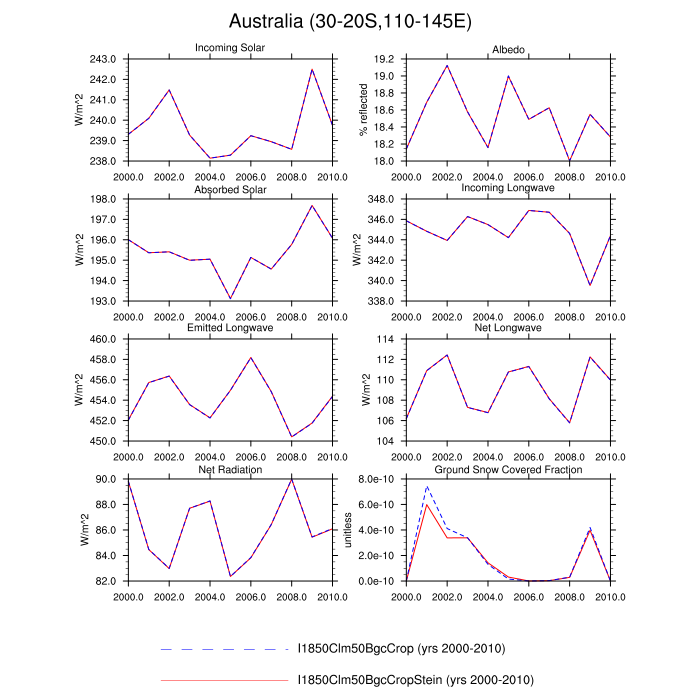 Australia (30-20S,110-145E)
Incoming Solar
W/m^2
243.0
242.0
241.0
240.0
239.0
238.0
2000.0 2002.0 2004.0 2006.0 2008.0 2010.0
Albedo
% reflected
19.2
19.0
18.8
18.6
18.4
18.2
18.0
2000.0 2002.0 2004.0 2006.0 2008.0 2010.0
Absorbed Solar
W/m^2
198.0
197.0
196.0
195.0
194.0
193.0
2000.0 2002.0 2004.0 2006.0 2008.0 2010.0
Incoming Longwave
W/m^2
348.0
346.0
344.0
342.0
340.0
338.0
2000.0 2002.0 2004.0 2006.0 2008.0 2010.0
Emitted Longwave
W/m^2
460.0
458.0
456.0
454.0
452.0
450.0
2000.0 2002.0 2004.0 2006.0 2008.0 2010.0
Net Longwave
W/m^2
114
112
110
108
106
104
2000.0 2002.0 2004.0 2006.0 2008.0 2010.0
Net Radiation
W/m^2
90.0
88.0
86.0
84.0
82.0
2000.0 2002.0 2004.0 2006.0 2008.0 2010.0
Ground Snow Covered Fraction
unitless
8.0e-10
6.0e-10
4.0e-10
2.0e-10
0.0e-10
2000.0 2002.0 2004.0 2006.0 2008.0 2010.0
I1850Clm50BgcCrop (yrs 2000-2010)
I1850Clm50BgcCropStein (yrs 2000-2010)